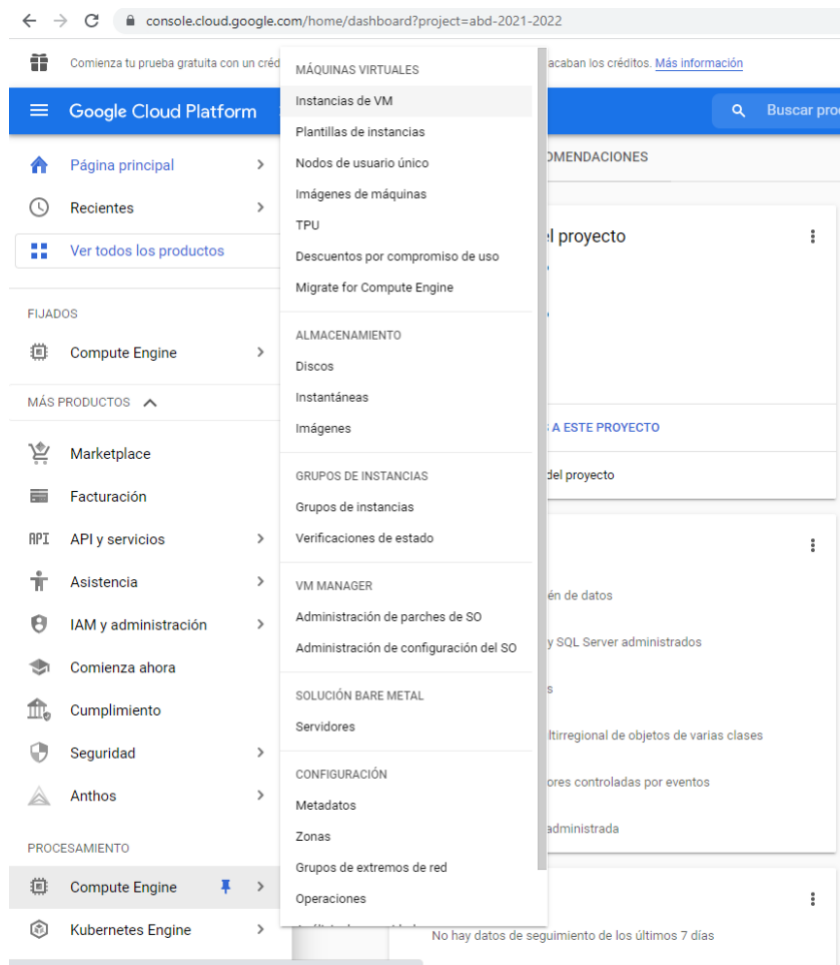 console.cloud.google.com/home/dashboard?project=abd-2021-2022
Comienza tu prueba gratuita con un créd
acaban los créditos. Más información
Google Cloud Platform
Buscar prod
Página principal
Recientes
Ver todos los productos
FIJADOS
Compute Engine
MÁS PRODUCTOS
Marketplace
Facturación
API
API y servicios
Asistencia
IAM y administración
Comienza ahora
Cumplimiento
Seguridad
Anthos
PROCESAMIENTO
Compute Engine
Kubernetes Engine
MÁQUINAS VIRTUALES
Instancias de VM
Plantillas de instancias
Nodos de usuario único
Imágenes de máquinas
TPU
Descuentos por compromiso de uso
Migrate for Compute Engine
ALMACENAMIENTO
Discos
Instantáneas
Imágenes
GRUPOS DE INSTANCIAS
Grupos de instancias
Verificaciones de estado
VM MANAGER
Administración de parches de SO
Administración de configuración del SO
SOLUCIÓN BARE METAL
Servidores
CONFIGURACIÓN
Metadatos
Zonas
Grupos de extremos de red
Operaciones
OMENDACIONES
el proyecto
A ESTE PROYECTO
del proyecto
én de datos
y SQL Server administrados
s
ltirregional de objetos de varias clases
ores controladas por eventos
administrada
No hay datos de seguimiento de los últimos 7 días